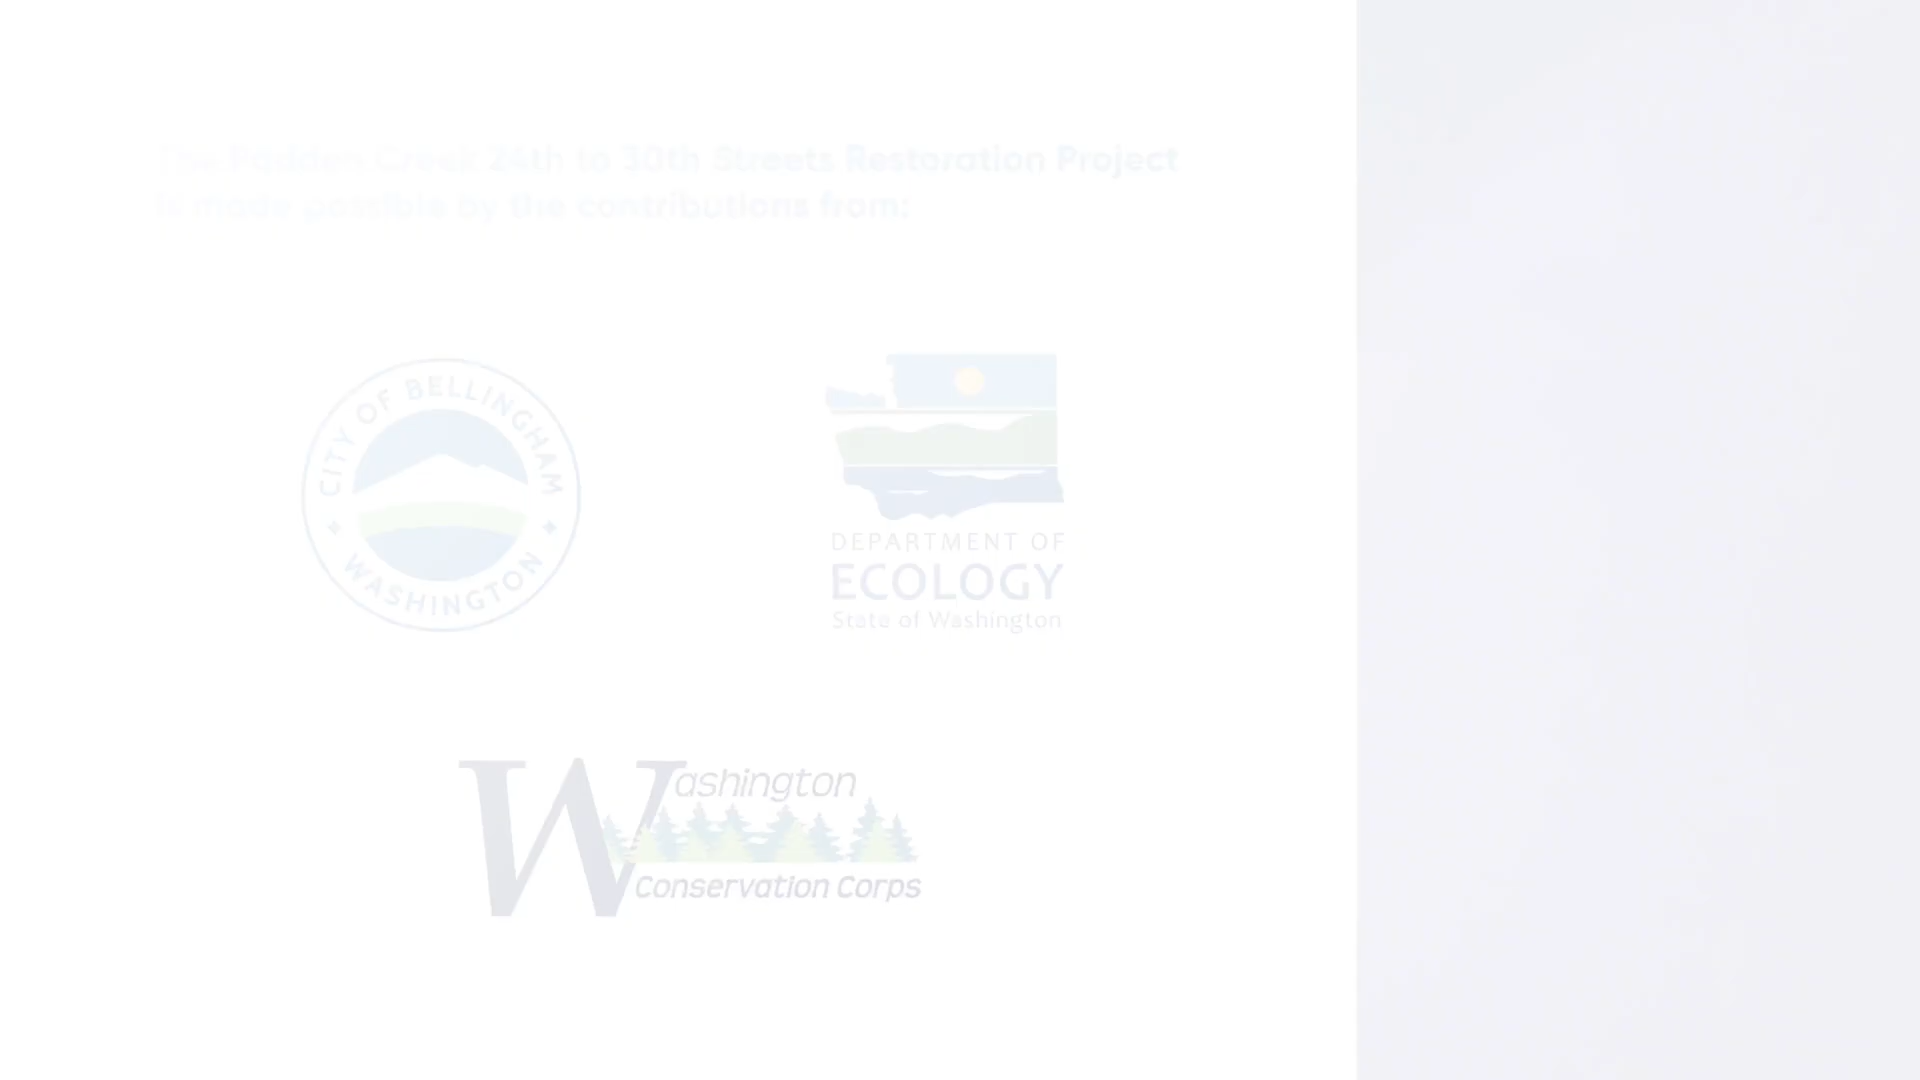 The Padden Creek 24th to 30th Streets Restoration Project
is made possible by the contributions from:
CITY OF BELLINGHAM
WASHINGTON
DEPARTMENT OF
ECOLOGY
State of Washington
Washington
Conservation Corps